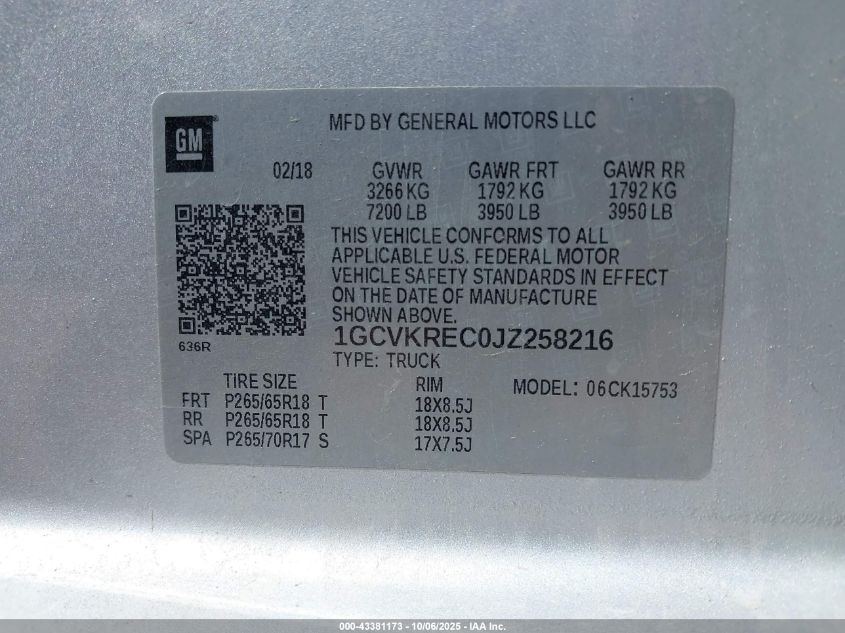 GM
MFD BY GENERAL MOTORS LLC
02/18 GVWR GAWR FRT GAWR RR
3266 KG 1792 KG 1792 KG
7200 LB 3950 LB 3950 LB
THIS VEHICLE CONFORMS TO ALL
APPLICABLE U.S. FEDERAL MOTOR
VEHICLE SAFETY STANDARDS IN EFFECT
ON THE DATE OF MANUFACTURE
SHOWN ABOVE.
636R
1GCVKREC0JZ258216
TYPE: TRUCK
TIRE SIZE RIM MODEL: 06CK15753
FRT P265/65R18 T 18X8.5J
RR P265/65R18 T 18X8.5J
SPA P265/70R17 S 17X7.5J
000-43381173 - 10/06/2025 - IAA Inc.